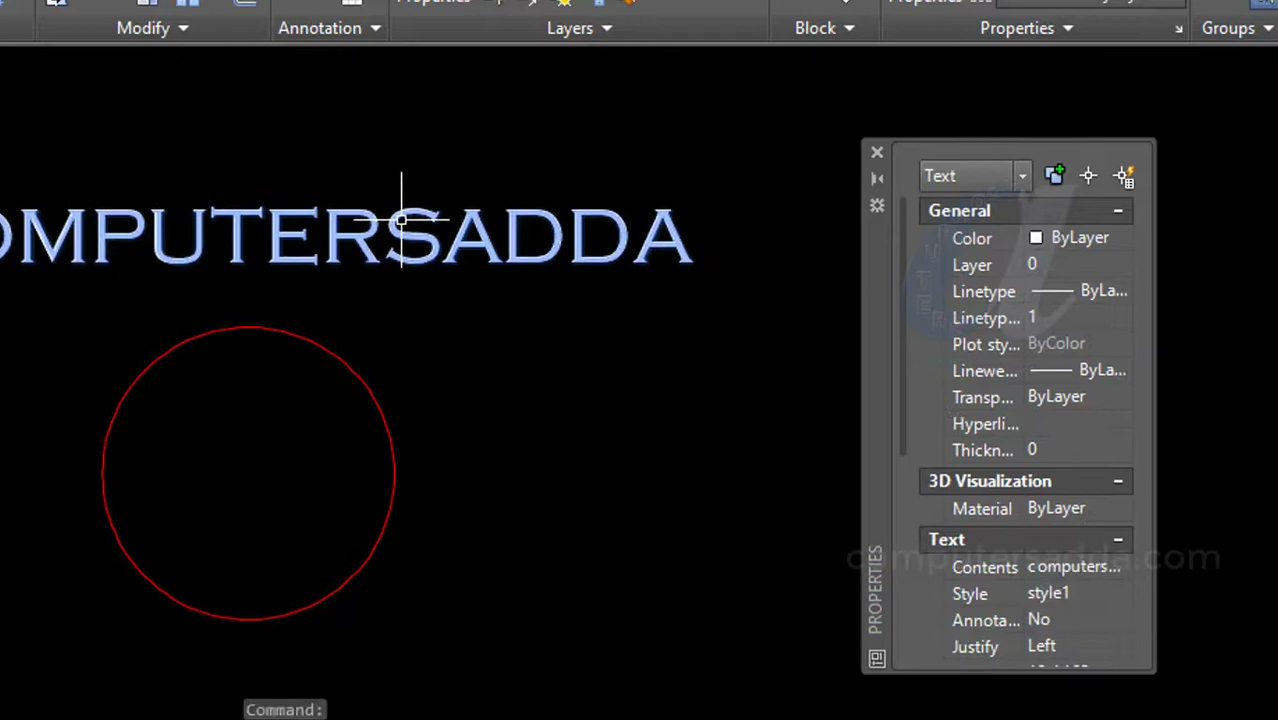 Modify
Annotation
Layers
Block
Properties
Groups
OMPUTERSADDA
Text
General
Color ByLayer
Layer 0
Linetype ByLa...
Linetyp... 1
Plot sty... ByColor
Linewe... ByLa...
Transp... ByLayer
Hyperli...
Thickn... 0
3D Visualization
Material ByLayer
Text
computersadda.com
Contents computers...
Style style1
Annota... No
Justify Left
PROPERTIES
Command: